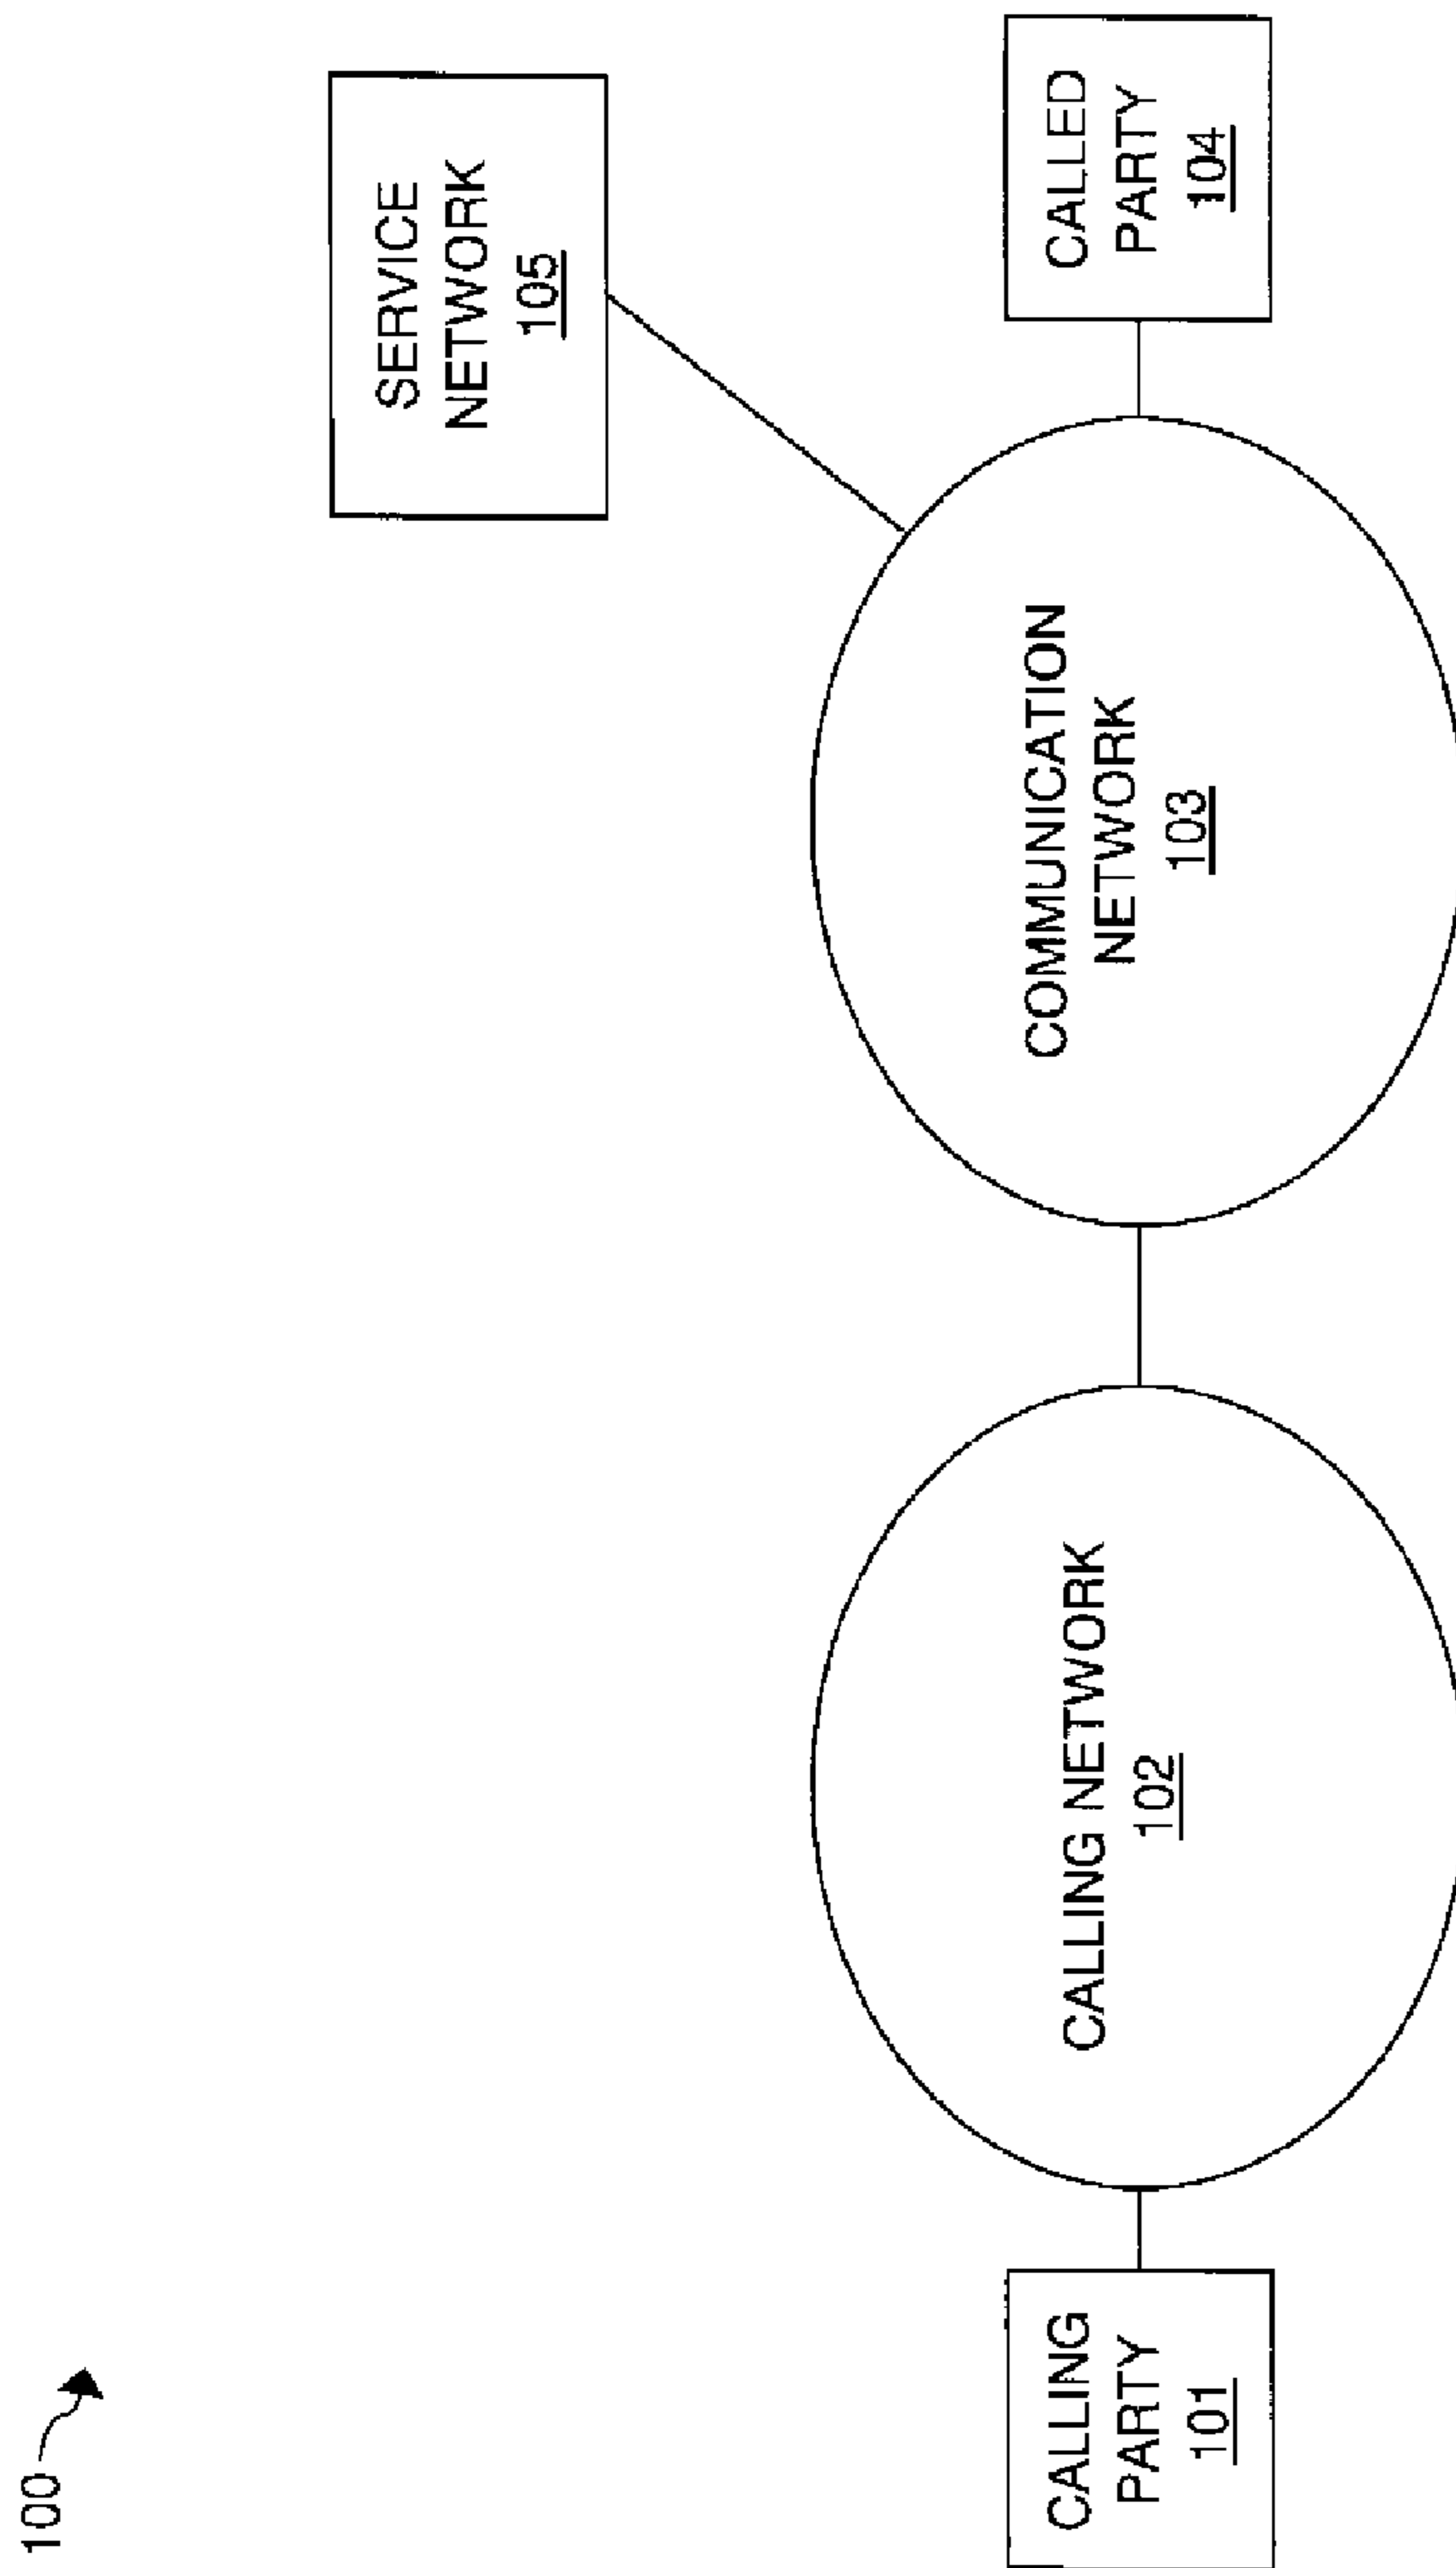 100
SERVICE
NETWORK
105
CALLING
PARTY
101
CALLING NETWORK
102
COMMUNICATION
NETWORK
103
CALLED
PARTY
104